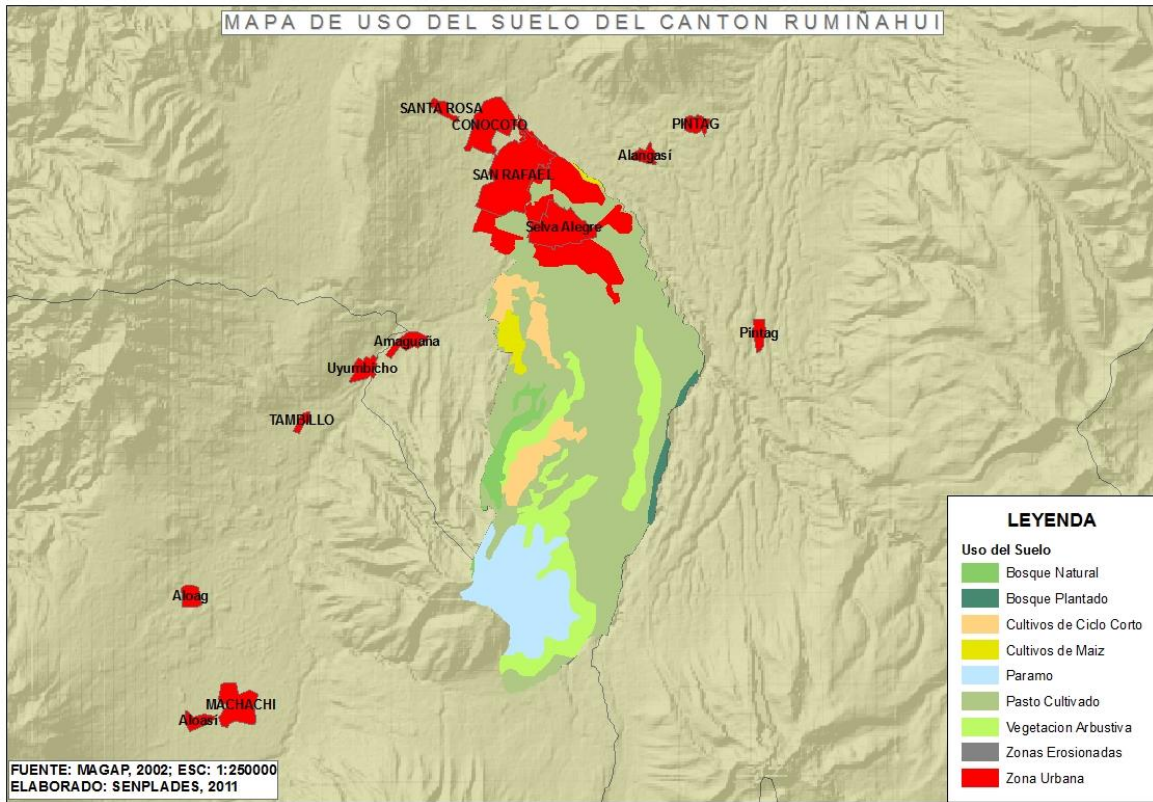 MAPA DE USO DEL SUELO DEL CANTON RUMIÑAHUI
SANTA ROSA
CONOCOTO
PINTAG
Alangasí
SAN RAFAEL
Selva Alegre
Pintag
Amaguaña
Uyumbicho
TAMBILLO
Aloag
MACHACHI
Aloasí
LEYENDA
Uso del Suelo
Bosque Natural
Bosque Plantado
Cultivos de Ciclo Corto
Cultivos de Maiz
Paramo
Pasto Cultivado
Vegetacion Arbustiva
Zonas Erosionadas
Zona Urbana
FUENTE: MAGAP, 2002; ESC: 1:250000
ELABORADO: SENPLADES, 2011